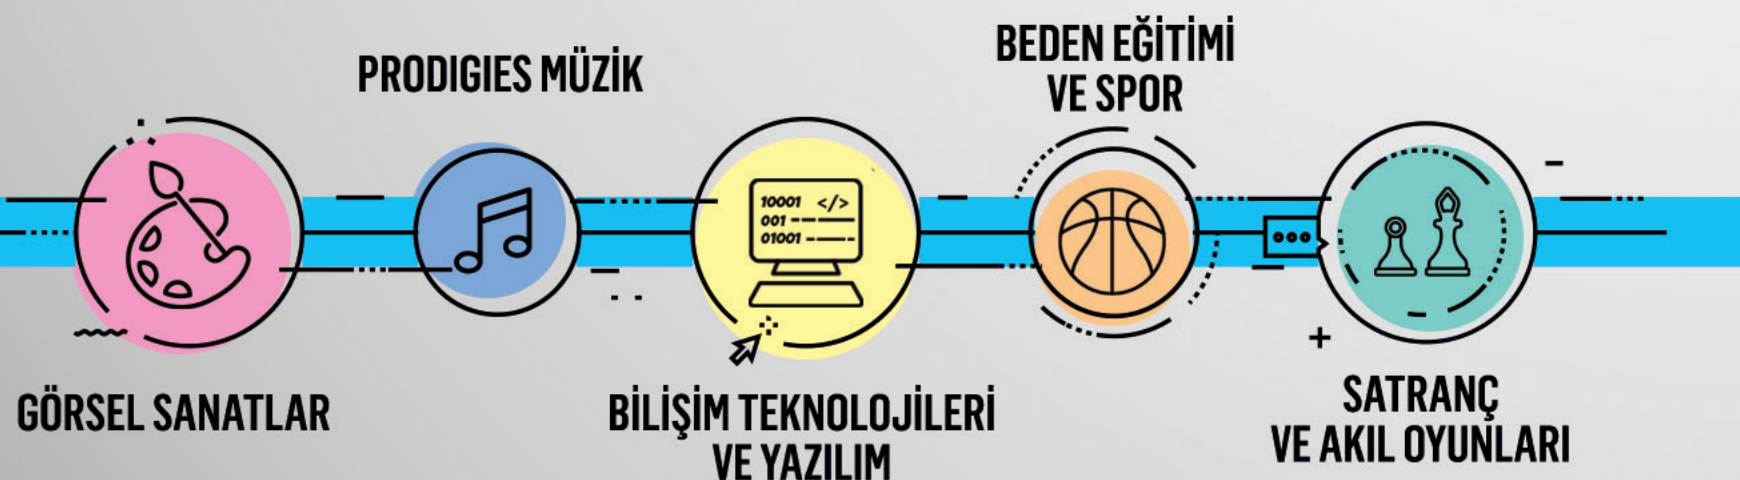 GÖRSEL SANATLAR
PRODIGIES MÜZİK
10001 </>
001
01001
BİLİŞİM TEKNOLOJİLERİ
VE YAZILIM
BEDEN EĞİTİMİ
VE SPOR
SATRANÇ
VE AKIL OYUNLARI